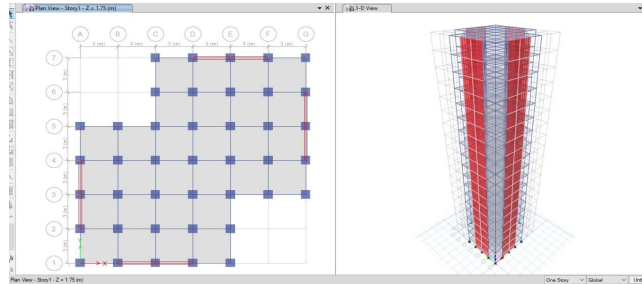 Plan View - Story1 - Z = 1.75 (m)
3-D View
A B C D E F G
3 (m) 3 (m) 3 (m) 3 (m) 3 (m) 3 (m)
7
3 (m)
6
3 (m)
5
3 (m)
4
3 (m)
3
3 (m)
2
3 (m)
1
X
Plan View - Story1 - Z = 1.75 (m)
One Story
Global
Unit